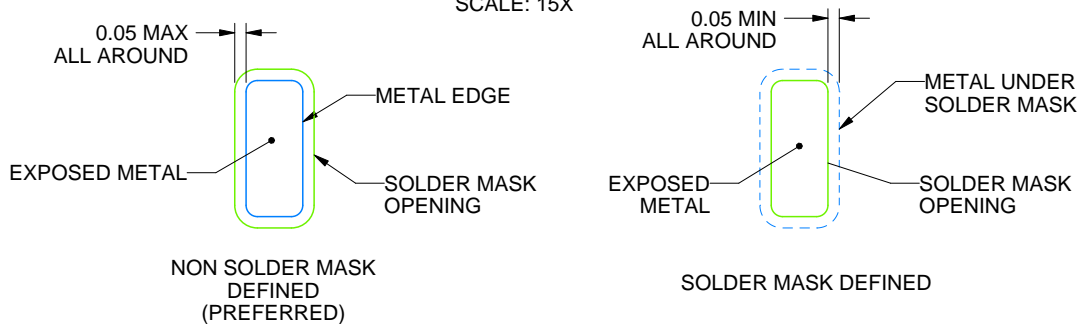 SCALE: 15X
0.05 MAX
ALL AROUND
METAL EDGE
EXPOSED METAL
SOLDER MASK
OPENING
NON SOLDER MASK
DEFINED
(PREFERRED)
0.05 MIN
ALL AROUND
METAL UNDER
SOLDER MASK
EXPOSED
METAL
SOLDER MASK
OPENING
SOLDER MASK DEFINED